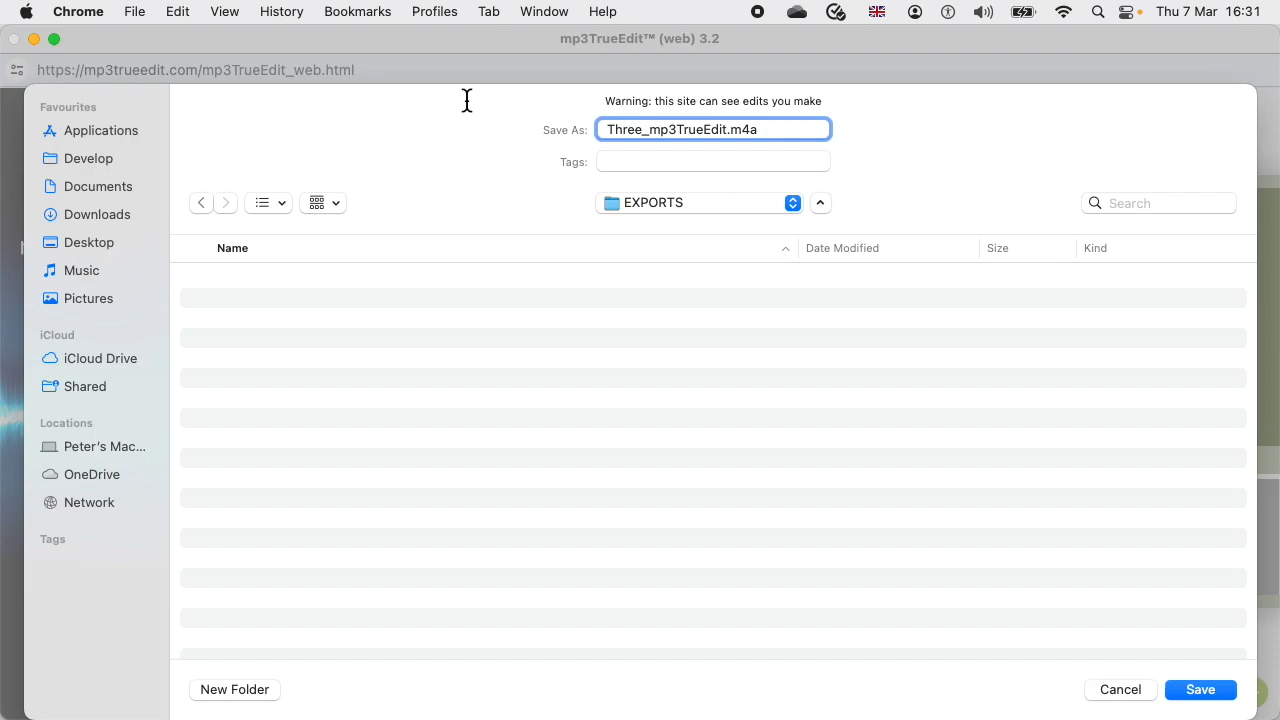 Chrome File Edit View History Bookmarks Profiles Tab Window Help Thu 7 Mar 16:31
mp3TrueEdit™ (web) 3.2
https://mp3trueedit.com/mp3TrueEdit_web.html
Favourites
Applications
Develop
Documents
Downloads
Desktop
Music
Pictures
iCloud
iCloud Drive
Shared
Locations
Peter's Mac...
OneDrive
Network
Tags
Warning: this site can see edits you make
Save As: Three_mp3TrueEdit.m4a
Tags:
EXPORTS Search
Name Date Modified Size Kind
New Folder Cancel Save